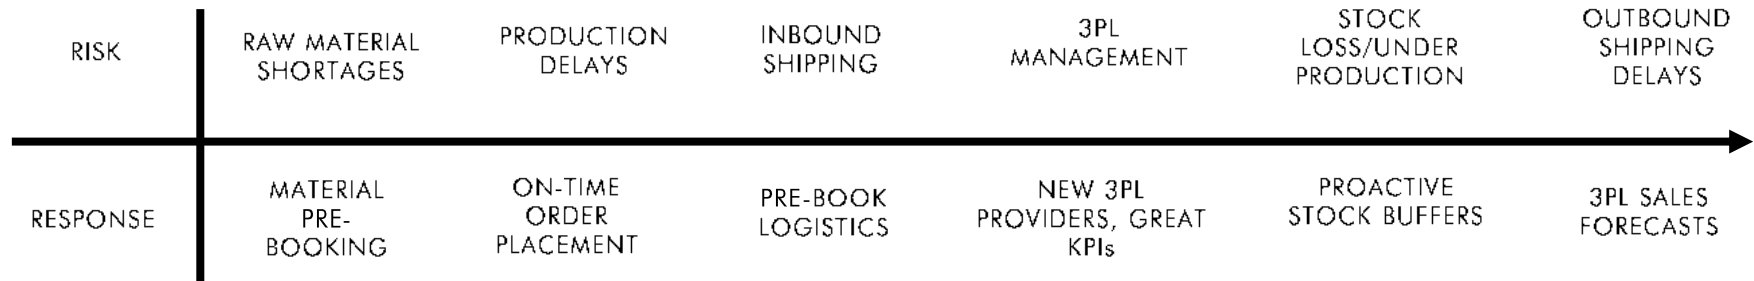 RISK
RAW MATERIAL
SHORTAGES
PRODUCTION
DELAYS
INBOUND
SHIPPING
3PL
MANAGEMENT
STOCK
LOSS/UNDER
PRODUCTION
OUTBOUND
SHIPPING
DELAYS
RESPONSE
MATERIAL
PRE-
BOOKING
ON-TIME
ORDER
PLACEMENT
PRE-BOOK
LOGISTICS
NEW 3PL
PROVIDERS, GREAT
KPIs
PROACTIVE
STOCK BUFFERS
3PL SALES
FORECASTS